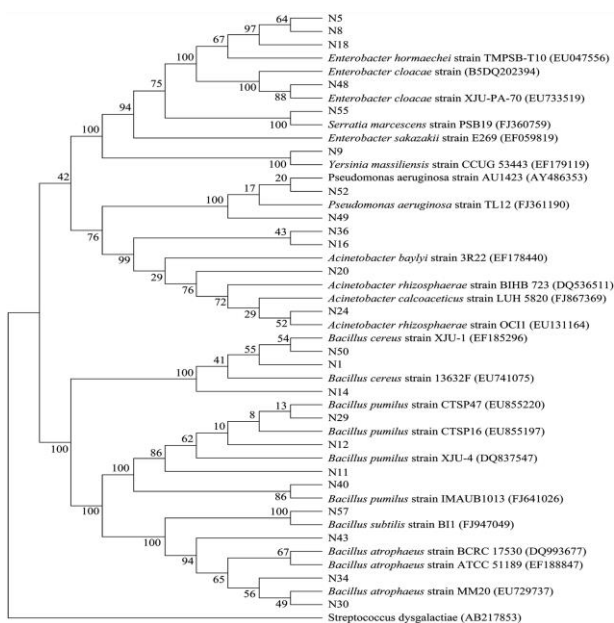 64
N5
97
N8
67
N18
100
Enterobacter hormaechei strain TMPSB-T10 (EU047556)
Enterobacter cloacae strain (B5DQ202394)
75
100
N48
88
Enterobacter cloacae strain XJU-PA-70 (EU733519)
94
N55
100
Serratia marcescens strain PSB19 (FJ360759)
100
Enterobacter sakazakii strain E269 (EF059819)
N9
42
100
Yersinia massiliensis strain CCUG 53443 (EF179119)
20
Pseudomonas aeruginosa strain AU1423 (AY486353)
17
N52
100
Pseudomonas aeruginosa strain TL12 (FJ361190)
N49
76
43
N36
N16
99
Acinetobacter baylyi strain 3R22 (EF178440)
29
N20
76
Acinetobacter rhizosphaerae strain BIHB 723 (DQ536511)
72
Acinetobacter calcoaceticus strain LUH 5820 (FJ867369)
29
N24
52
Acinetobacter rhizosphaerae strain OCI1 (EU131164)
54
Bacillus cereus strain XJU-1 (EF185296)
55
N50
41
N1
100
Bacillus cereus strain 13632F (EU741075)
N14
13
Bacillus pumilus strain CTSP47 (EU855220)
8
N29
10
Bacillus pumilus strain CTSP16 (EU855197)
62
N12
100
86
Bacillus pumilus strain XJU-4 (DQ837547)
100
N11
N40
86
Bacillus pumilus strain IMAUB1013 (FJ641026)
100
100
N57
Bacillus subtilis strain BI1 (FJ947049)
100
N43
94
67
Bacillus atrophaeus strain BCRC 17530 (DQ993677)
Bacillus atrophaeus strain ATCC 51189 (EF188847)
65
N34
56
Bacillus atrophaeus strain MM20 (EU729737)
49
N30
Streptococcus dysgalactiae (AB217853)